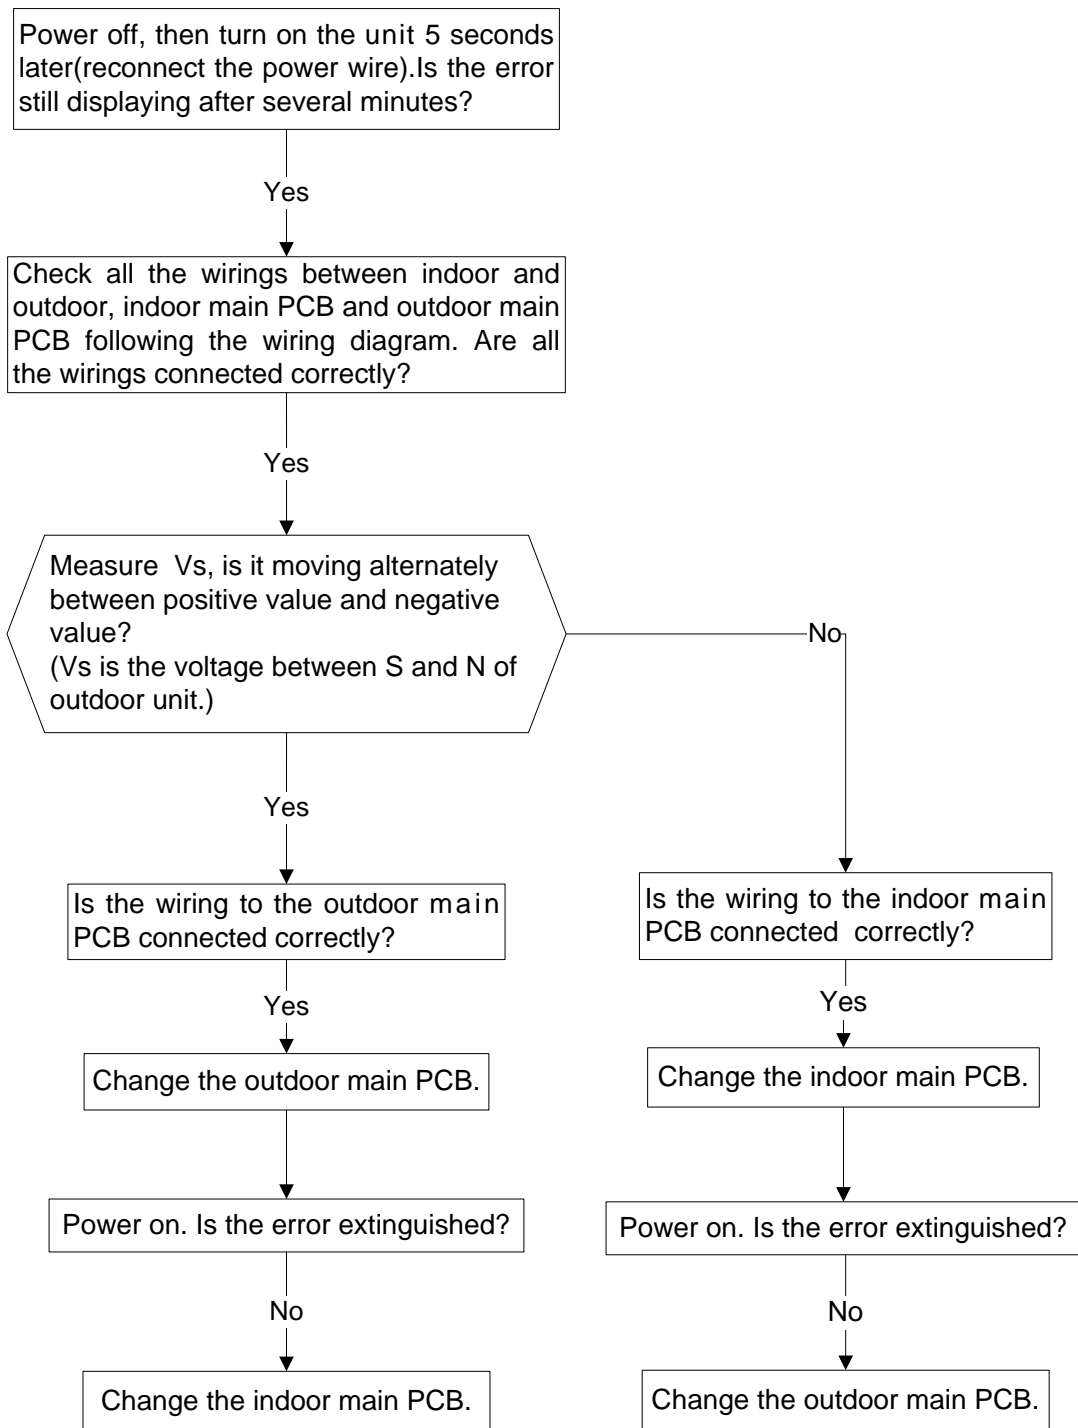 Power off, then turn on the unit 5 seconds
later(reconnect the power wire).Is the error
still displaying after several minutes?
Yes
Check all the wirings between indoor and
outdoor, indoor main PCB and outdoor main
PCB following the wiring diagram. Are all
the wirings connected correctly?
Yes
Measure Vs, is it moving alternately
between positive value and negative
value?
(Vs is the voltage between S and N of
outdoor unit.)
No
Yes
Is the wiring to the outdoor main
PCB connected correctly?
Yes
Change the outdoor main PCB.
Power on. Is the error extinguished?
No
Change the indoor main PCB.
Is the wiring to the indoor main
PCB connected correctly?
Yes
Change the indoor main PCB.
Power on. Is the error extinguished?
No
Change the outdoor main PCB.